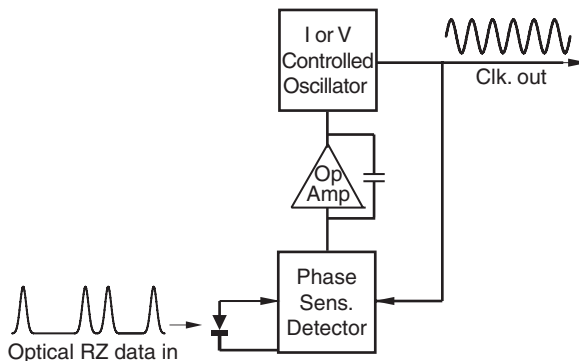 I or V
Controlled
Oscillator
Clk. out
Op
Amp
Phase
Sens.
Detector
Optical RZ data in